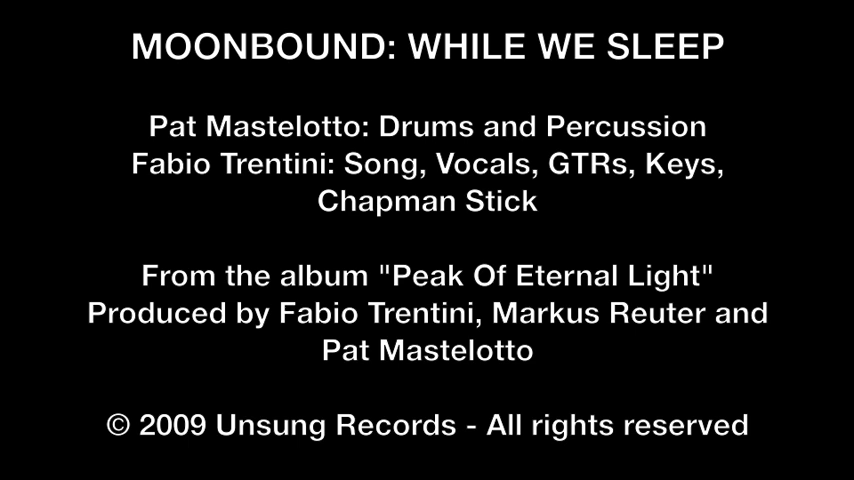 MOONBOUND: WHILE WE SLEEP
Pat Mastelotto: Drums and Percussion
Fabio Trentini: Song, Vocals, GTRs, Keys,
Chapman Stick
From the album "Peak Of Eternal Light"
Produced by Fabio Trentini, Markus Reuter and
Pat Mastelotto
© 2009 Unsung Records - All rights reserved